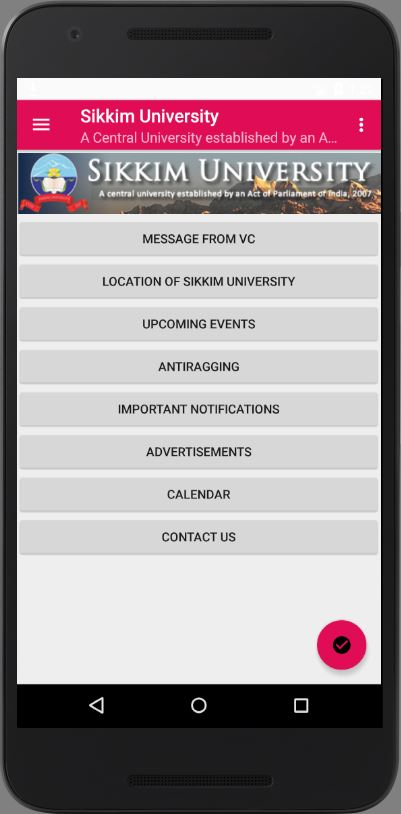 Sikkim University
A Central University established by an A...
SIKKIM UNIVERSITY
A central university established by an Act of Parliament of India, 2007
MESSAGE FROM VC
LOCATION OF SIKKIM UNIVERSITY
UPCOMING EVENTS
ANTIRAGGING
IMPORTANT NOTIFICATIONS
ADVERTISEMENTS
CALENDAR
CONTACT US